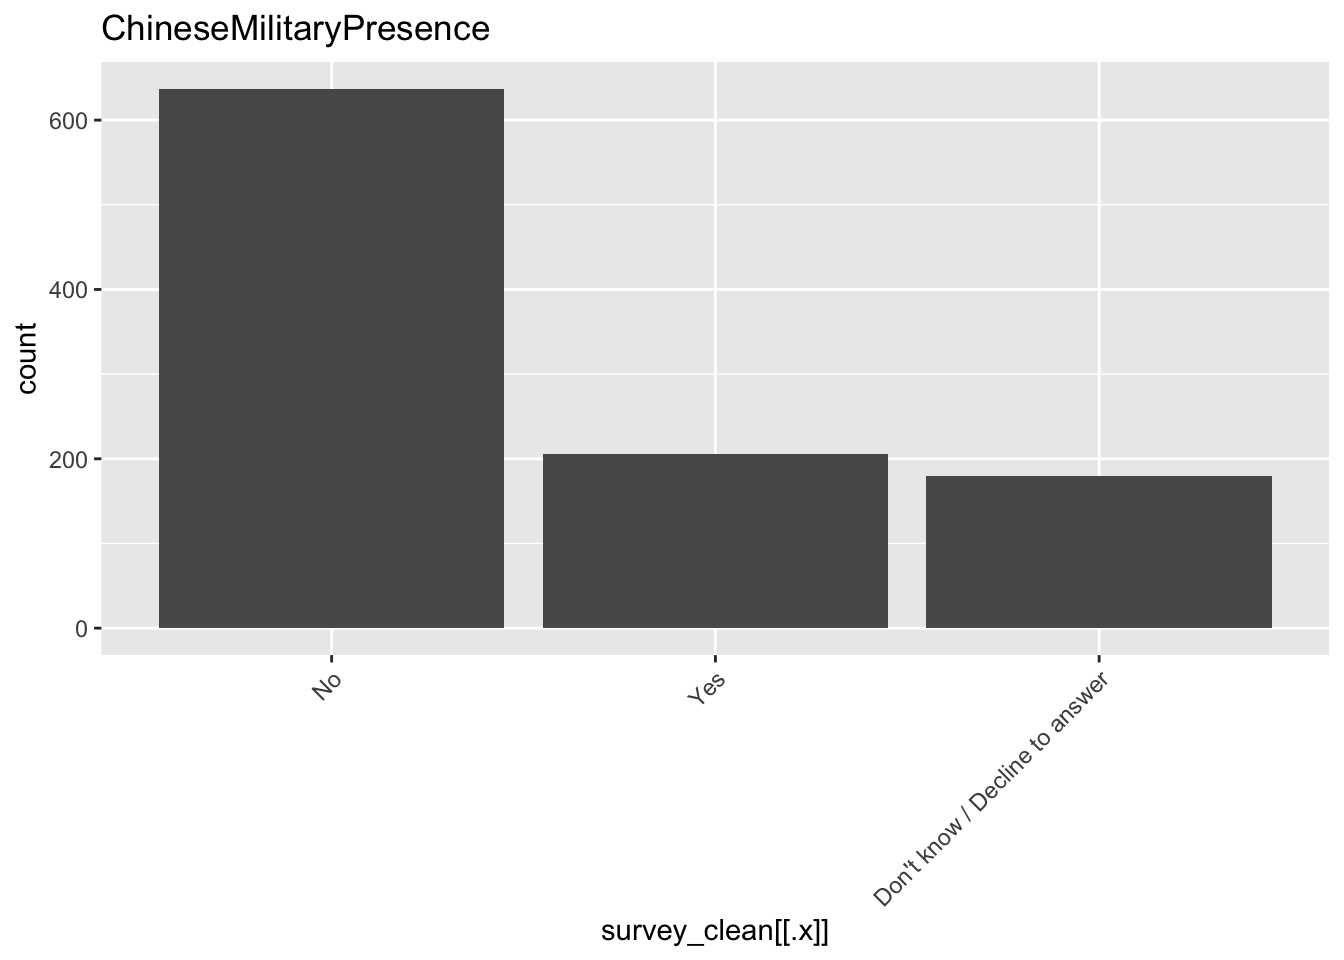 ChineseMilitaryPresence
count
600
400
200
0
No
Yes
Don't know / Decline to answer
survey_clean[[.x]]